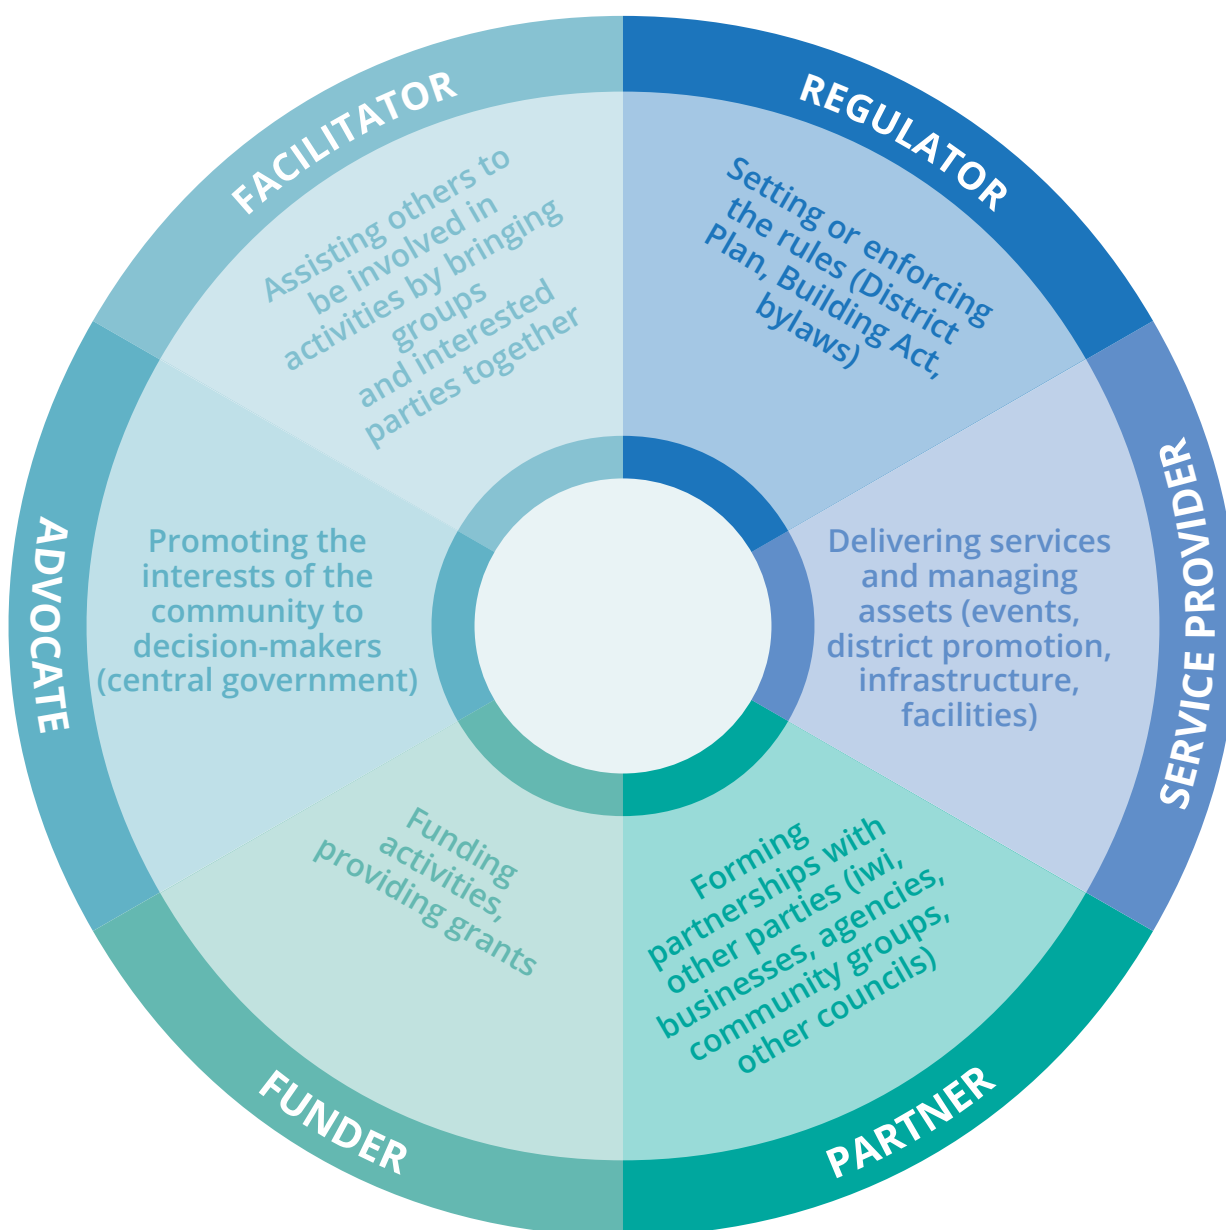 FACILITATOR
Assisting others to
be involved in
activities by bringing
groups
and interested
parties together
REGULATOR
Setting or enforcing
the rules (District
Plan, Building Act,
bylaws)
SERVICE PROVIDER
Delivering services
and managing
assets (events,
district promotion,
infrastructure,
facilities)
PARTNER
Forming
partnerships with
other parties (iwi,
businesses, agencies,
community groups,
other councils)
FUNDER
Funding
activities,
providing grants
ADVOCATE
Promoting the
interests of the
community to
decision-makers
(central government)